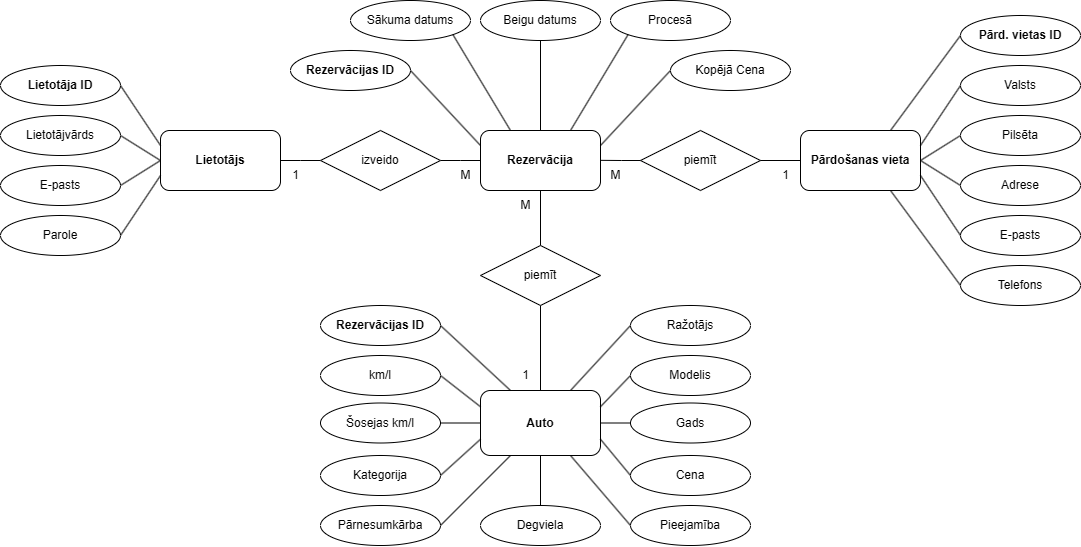 Sākuma datums
Beigu datums
Procesā
Rezervācijas ID
Kopējā Cena
Pārd. vietas ID
Lietotāja ID
Valsts
Lietotājvārds
Pilsēta
Lietotājs
izveido
Rezervācija
piemīt
Pārdošanas vieta
1
M
M
1
E-pasts
Adrese
M
Parole
E-pasts
piemīt
Telefons
Rezervācijas ID
Ražotājs
km/l
1
Modelis
Šosejas km/l
Auto
Gads
Kategorija
Cena
Pārnesumkārba
Degviela
Pieejamība